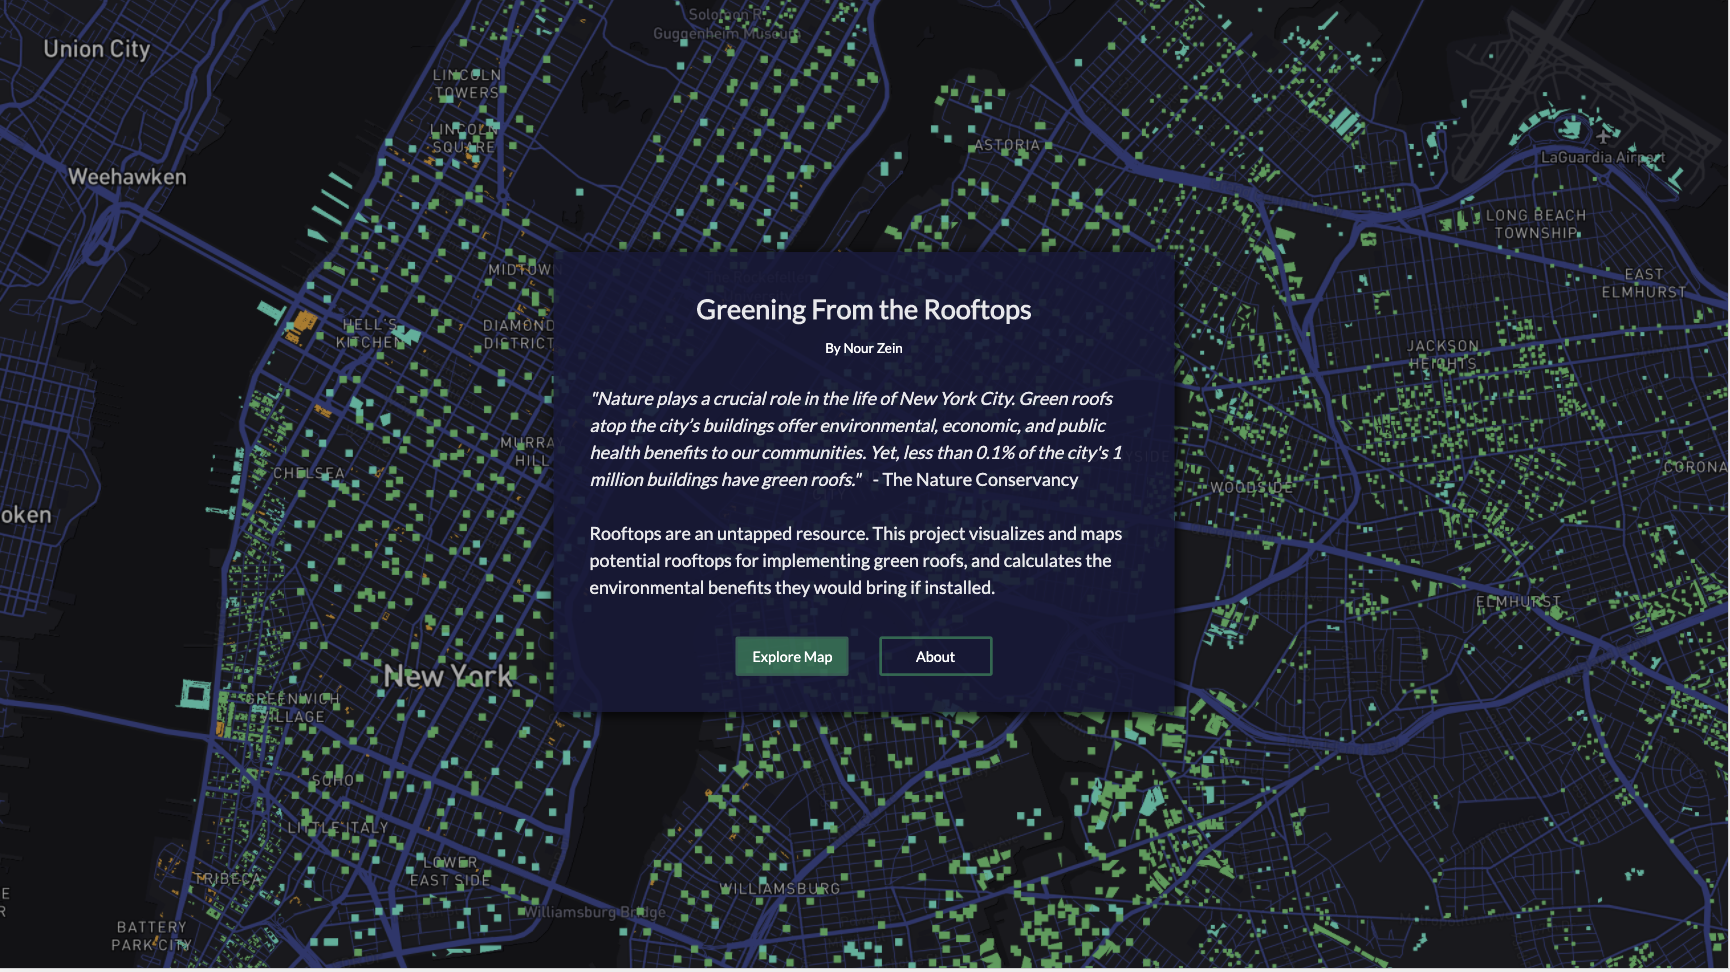 Solomon R.
Guggenheim Museum
Union City
LINCOLN
TOWERS
LINCOLN
SQUARE
ASTORIA
LaGuardia Airport
Weehawken
LONG BEACH
TOWNSHIP
MIDTOWN
EAST
ELMHURST
HELL'S
KITCHEN
DIAMOND
DISTRICT
JACKSON
HEIGHTS
Greening From the Rooftops
By Nour Zein
"Nature plays a crucial role in the life of New York City. Green roofs
atop the city's buildings offer environmental, economic, and public
health benefits to our communities. Yet, less than 0.1% of the city's 1
million buildings have green roofs." - The Nature Conservancy
Rooftops are an untapped resource. This project visualizes and maps
potential rooftops for implementing green roofs, and calculates the
environmental benefits they would bring if installed.
Explore Map
About
MURRA
HILL
CHELSEA
WOODSIDE
CORONA
oken
ELMHURST
New York
GREENWICH
VILLAGE
SOHO
LITTLE ITALY
LOWER
EAST SIDE
TRIBECA
WILLIAMSBURG
Williamsburg Bridge
BATTERY
PARK CITY
E
R